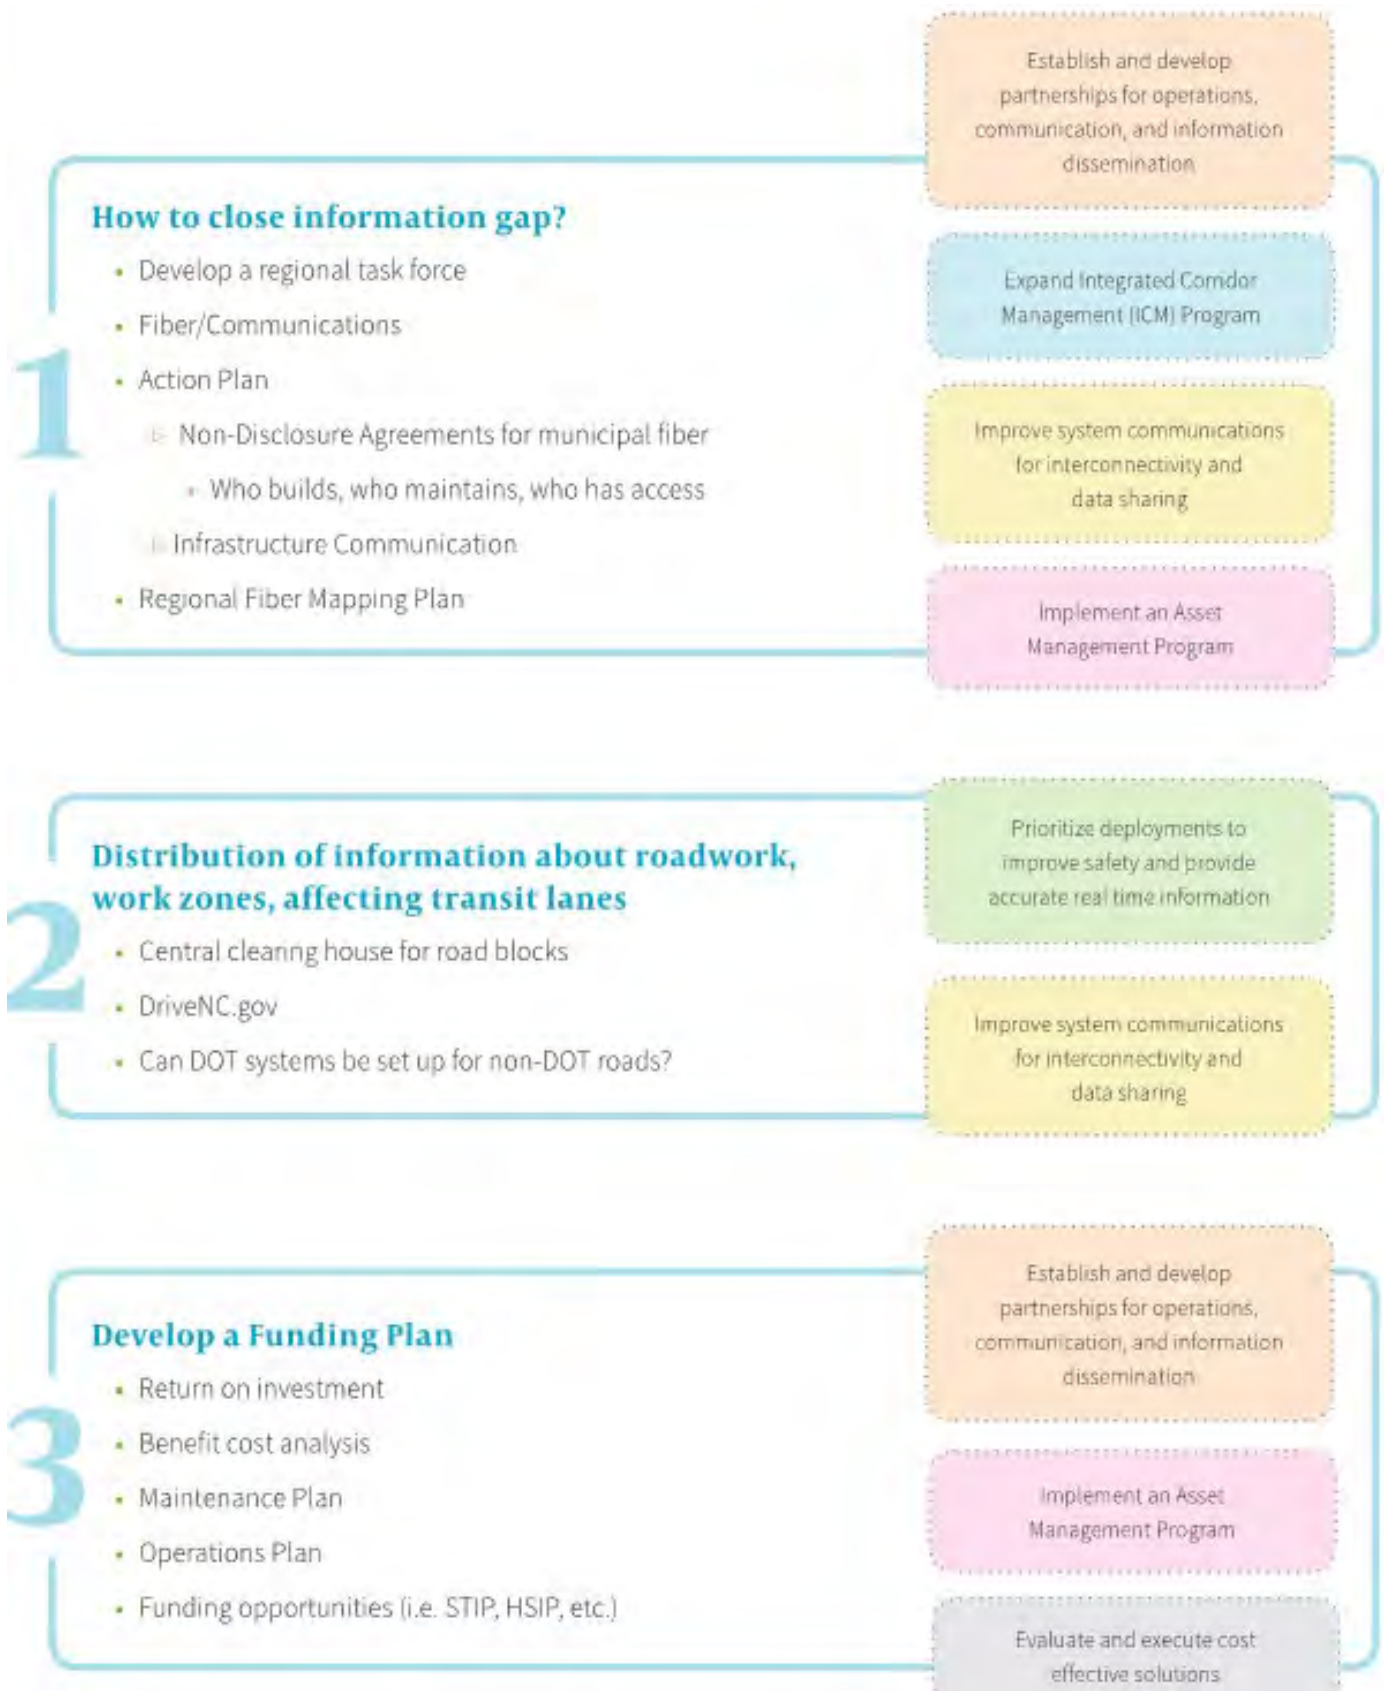 Establish and develop
partnerships for operations,
communication, and information
dissemination
1
How to close information gap?
• Develop a regional task force
• Fiber/Communications
• Action Plan
▷ Non-Disclosure Agreements for municipal fiber
• Who builds, who maintains, who has access
▷ Infrastructure Communication
• Regional Fiber Mapping Plan
Expand Integrated Corridor
Management (ICM) Program
Improve system communications
for interconnectivity and
data sharing
Implement an Asset
Management Program
2
Distribution of information about roadwork,
work zones, affecting transit lanes
• Central clearing house for road blocks
• DriveNC.gov
• Can DOT systems be set up for non-DOT roads?
Prioritize deployments to
improve safety and provide
accurate real time information
Improve system communications
for interconnectivity and
data sharing
3
Develop a Funding Plan
• Return on investment
• Benefit cost analysis
• Maintenance Plan
• Operations Plan
• Funding opportunities (i.e. STIP, HSIP, etc.)
Establish and develop
partnerships for operations,
communication, and information
dissemination
Implement an Asset
Management Program
Evaluate and execute cost
effective solutions